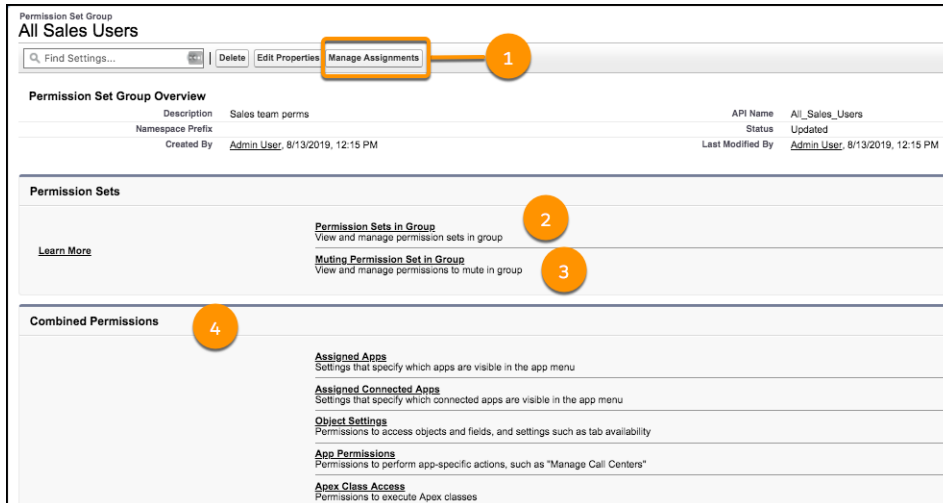 Permission Set Group
All Sales Users
Find Settings... Delete Edit Properties Manage Assignments 1
Permission Set Group Overview
Description Sales team perms API Name All_Sales_Users
Namespace Prefix Status Updated
Created By Admin User, 8/13/2019, 12:15 PM Last Modified By Admin User, 8/13/2019, 12:15 PM
Permission Sets
Permission Sets in Group 2
View and manage permission sets in group
Learn More
Muting Permission Set in Group 3
View and manage permissions to mute in group
Combined Permissions 4
Assigned Apps
Settings that specify which apps are visible in the app menu
Assigned Connected Apps
Settings that specify which connected apps are visible in the app menu
Object Settings
Permissions to access objects and fields, and settings such as tab availability
App Permissions
Permissions to perform app-specific actions, such as "Manage Call Centers"
Apex Class Access
Permissions to execute Apex classes